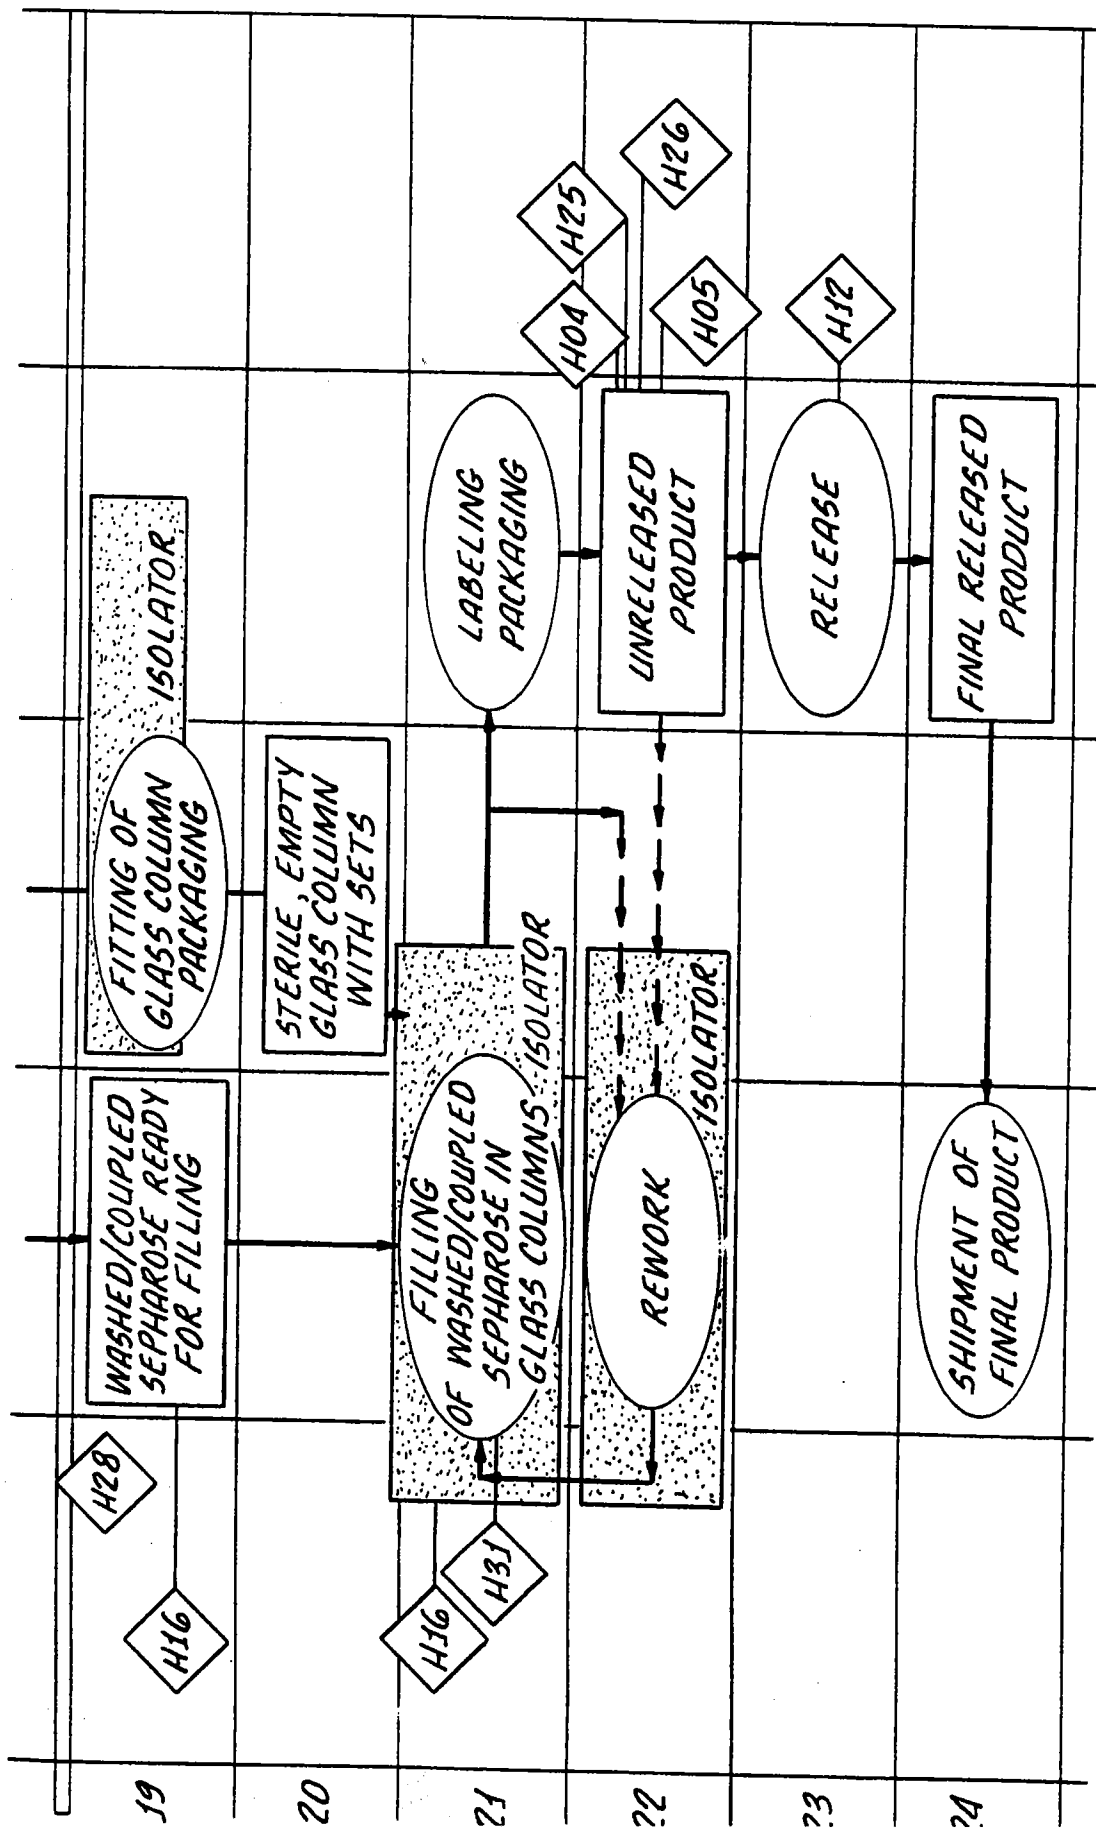 19
H28
H16
WASHED/COUPLED
SEPHAROSE READY
FOR FILLING
FITTING OF
GLASS COLUMN
PACKAGING
ISOLATOR
20
STERILE, EMPTY
GLASS COLUMN
WITH SETS
21
H16
H31
FILLING
OF WASHED/COUPLED
SEPHAROSE IN
GLASS COLUMNS
ISOLATOR
LABELING
PACKAGING
22
REWORK
ISOLATOR
UNRELEASED
PRODUCT
H04
H25
H26
H05
23
RELEASE
H12
24
SHIPMENT OF
FINAL PRODUCT
FINAL RELEASED
PRODUCT